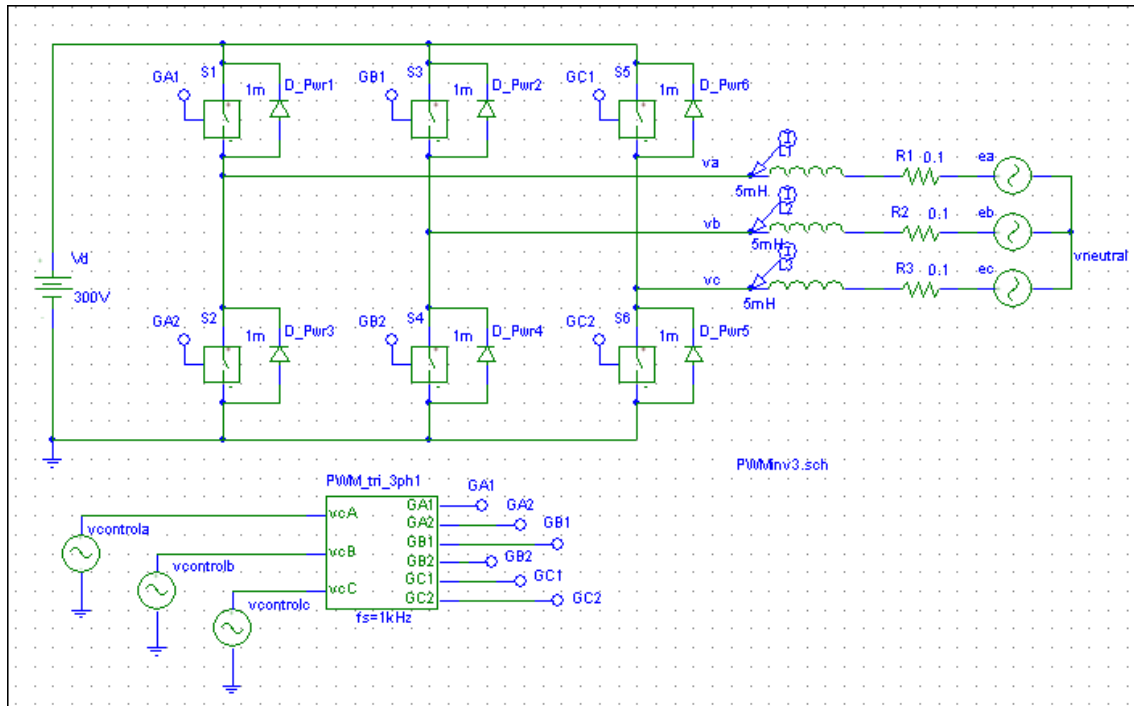 GA1 S1 1m D_Pwr1
GB1 S3 1m D_Pwr2
GC1 S5 1m D_Pwr6
va 5mH L1 R1 0.1 ea
vb 5mH L2 R2 0.1 eb
vc 5mH L3 R3 0.1 ec
vneutral
Vd
300V
GA2 S2 1m D_Pwr3
GB2 S4 1m D_Pwr4
GC2 S6 1m D_Pwr5
PWMinv3.sch
PWM_tri_3ph1
vcontrola
vcontrolb
vcontrolc
vcA
vcB
vcC
GA1 GA1
GA2 GA2
GB1 GB1
GB2 GB2
GC1 GC1
GC2 GC2
fs=1kHz